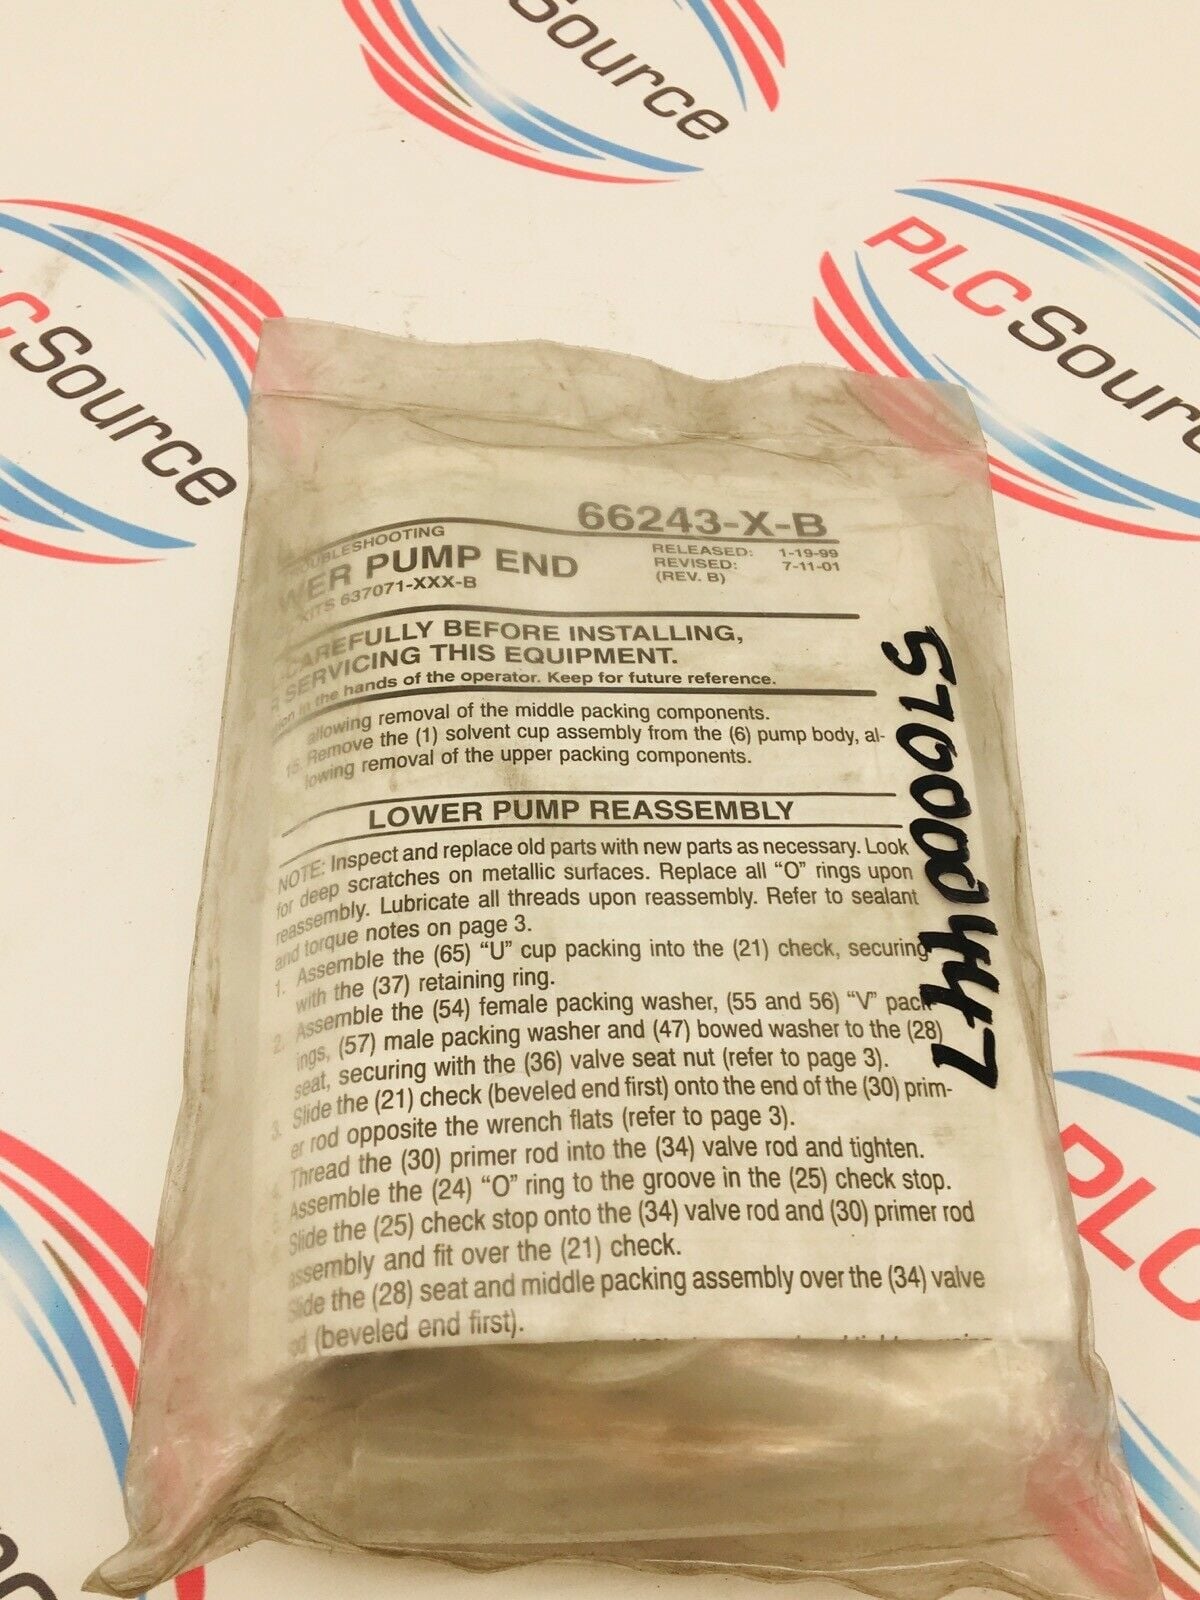 Source
PLCSource
CSource
66243-X-B
TROUBLESHOOTING
RELEASED: 1-19-99
WER PUMP END
REVISED: 7-11-01
(REV. B)
KITS 637071-XXX-B
CAREFULLY BEFORE INSTALLING,
R SERVICING THIS EQUIPMENT.
in the hands of the operator. Keep for future reference.
allowing removal of the middle packing components.
15. Remove the (1) solvent cup assembly from the (6) pump body, al-
lowing removal of the upper packing components.
LOWER PUMP REASSEMBLY
NOTE: Inspect and replace old parts with new parts as necessary. Look
for deep scratches on metallic surfaces. Replace all “O” rings upon
reassembly. Lubricate all threads upon reassembly. Refer to sealant
and torque notes on page 3.
1. Assemble the (65) “U” cup packing into the (21) check, securing
with the (37) retaining ring.
2. Assemble the (54) female packing washer, (55 and 56) “V” pack-
ings, (57) male packing washer and (47) bowed washer to the (28)
seat, securing with the (36) valve seat nut (refer to page 3).
3. Slide the (21) check (beveled end first) onto the end of the (30) prim-
er rod opposite the wrench flats (refer to page 3).
4. Thread the (30) primer rod into the (34) valve rod and tighten.
Assemble the (24) “O” ring to the groove in the (25) check stop.
Slide the (25) check stop onto the (34) valve rod and (30) primer rod
assembly and fit over the (21) check.
Slide the (28) seat and middle packing assembly over the (34) valve
rod (beveled end first).
S70000447
PLC